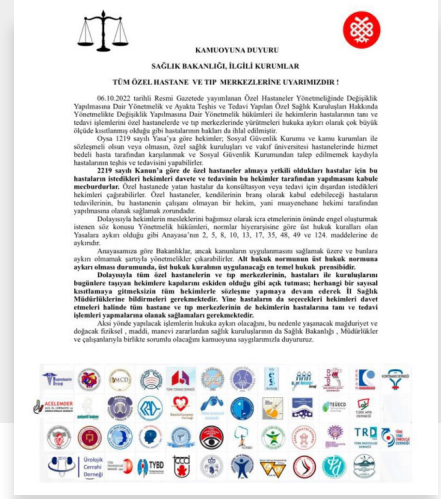 KAMUOYUNA DUYURU
SAĞLIK BAKANLIĞI, İLGİLİ KURUMLAR
TÜM ÖZEL HASTANE VE TIP MERKEZLERİNE UYARIMIZDIR !
06.10.2022 tarihli Resmi Gazetede yayımlanan Özel Hastaneler Yönetmeliğinde Değişiklik
Yapılmasına Dair Yönetmelik ve Ayakta Teşhis ve Tedavi Yapılan Özel Sağlık Kuruluşları Hakkında
Yönetmelikte Değişiklik Yapılmasına Dair Yönetmelik hükümleri ile hekimlerin hastalarının tanı ve
tedavi işlemlerini özel hastanelerde ve tıp merkezlerinde yürütmeleri hukuka aykırı olarak çok büyük
ölçüde kısıtlanmış olduğu gibi hastalarının hakları da ihlal edilmiştir.
Oysa 1219 sayılı Yasa'ya göre hekimler; Sosyal Güvenlik Kurumu ve kamu kurumları ile
sözleşmeli olsun veya olmasın, özel sağlık kuruluşları ve vakıf üniversitesi hastanelerinde hizmet
bedeli hasta tarafından karşılanmak ve Sosyal Güvenlik Kurumundan talep edilmemek kaydıyla
hastalarının teşhis ve tedavisini yapabilirler.
2219 sayılı Kanun'a göre de özel hastaneler almaya yetkili oldukları hastalar için bu
hastaların istedikleri hekimleri davete ve tedavinin bu hekimler tarafından yapılmasını kabule
mecburdurlar. Özel hastanede yatan hastalar da konsültasyon veya tedavi için dışardan istedikleri
hekimleri çağırabilirler. Özel hastaneler, kendilerinin branş olarak kabul edebileceği hastaların
tedavilerinin, bu hastanenin çalışanı olmayan bir hekim, yani muayenehane hekimi tarafından
yapılmasına olanak sağlamak zorundadır.
Dolayısıyla hekimlerin mesleklerini bağımsız olarak icra etmelerinin önünde engel oluşturmak
istenen söz konusu Yönetmelik hükümleri, normlar hiyerarşisine göre üst hukuk kuralları olan
Yasalara aykırı olduğu gibi Anayasa'nın 2, 5, 8, 10, 13, 17, 35, 48, 49 ve 124. maddelerine de
aykırıdır.
Anayasamıza göre Bakanlıklar, ancak kanunların uygulanmasını sağlamak üzere ve bunlara
aykırı olmamak şartıyla yönetmelikler çıkarabilirler. Alt hukuk normunun üst hukuk normuna
aykırı olması durumunda, üst hukuk kuralının uygulanacağı en temel hukuk prensibidir.
Dolayısıyla tüm özel hastanelerin ve tıp merkezlerinin, hastaları ile kuruluşlarını
bugünlere taşıyan hekimlere kapılarını eskiden olduğu gibi açık tutması; herhangi bir sayısal
kısıtlamaya gitmeksizin tüm hekimlerle sözleşme yapmaya devam ederek İl Sağlık
Müdürlüklerine bildirmeleri gerekmektedir. Yine hastaların da seçecekleri hekimleri davet
etmeleri halinde tüm hastane ve tıp merkezlerinin de hekimlerin hastalarına tanı ve tedavi
işlemleri yapmalarına olanak sağlamaları gerekmektedir.
Aksi yönde yapılacak işlemlerin hukuka aykırı olacağını, bu nedenle yaşanacak mağduriyet ve
doğacak fiziksel , maddi, manevi zararlardan sağlık kuruluşlarının da Sağlık Bakanlığı , Müdürlükler
ve çalışanlarıyla birlikte sorumlu olacağını kamuoyuna saygılarımızla duyururuz.
ACELEMDER
TÜSECO
TRD
Ürolojik
Cerrahi
Derneği
TYBD